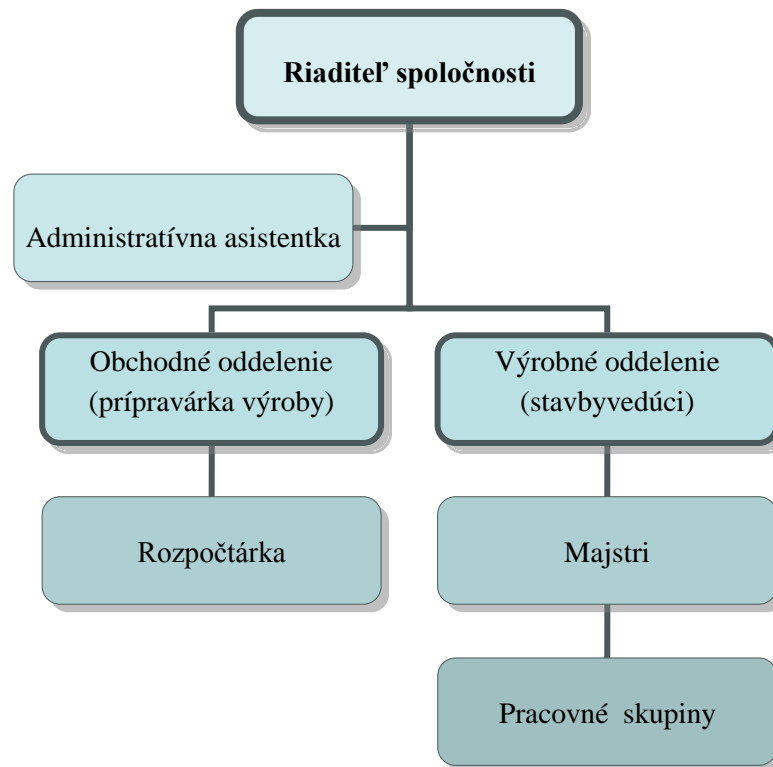 Riaditeľ spoločnosti
Administratívna asistentka
Obchodné oddelenie
(prípravárka výroby)
Výrobné oddelenie
(stavbyvedúci)
Rozpočtárka
Majstri
Pracovné skupiny